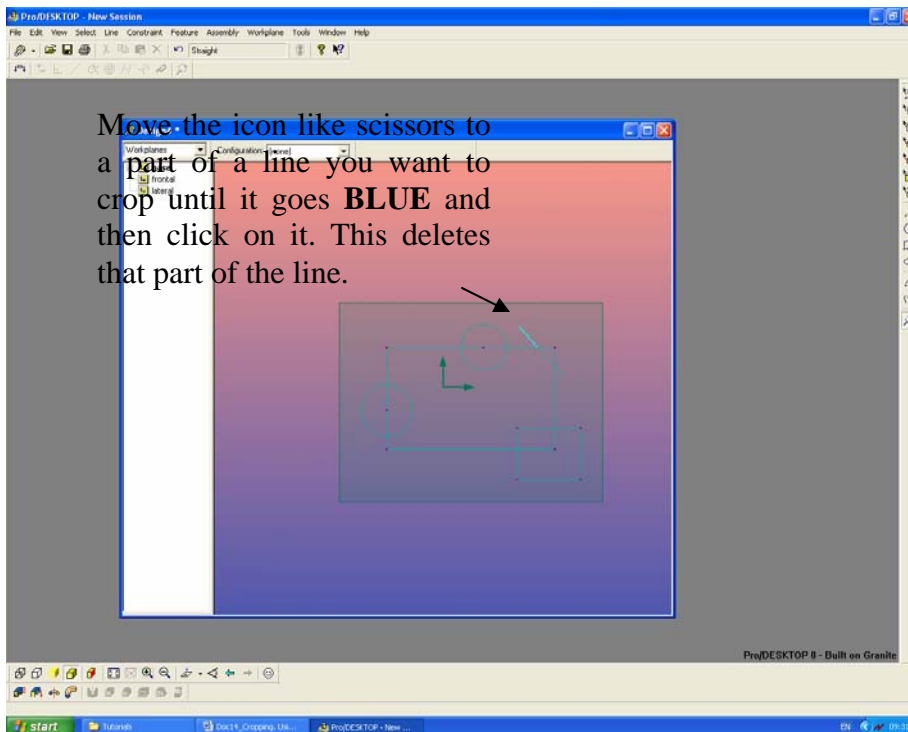 Pro/DESKTOP - New Session
File Edit View Select Line Constraint Feature Assembly Workplane Tools Window Help
Straight
Move the icon like scissors to
Workplanes Configuration:
a part of a line you want to
frontal
lateral
crop until it goes BLUE and
then click on it. This deletes
that part of the line.
Pro/DESKTOP 8 - Built on Granite
start Tutorials Doc14_Cropping. Usi... Pro/DESKTOP - New ... EN